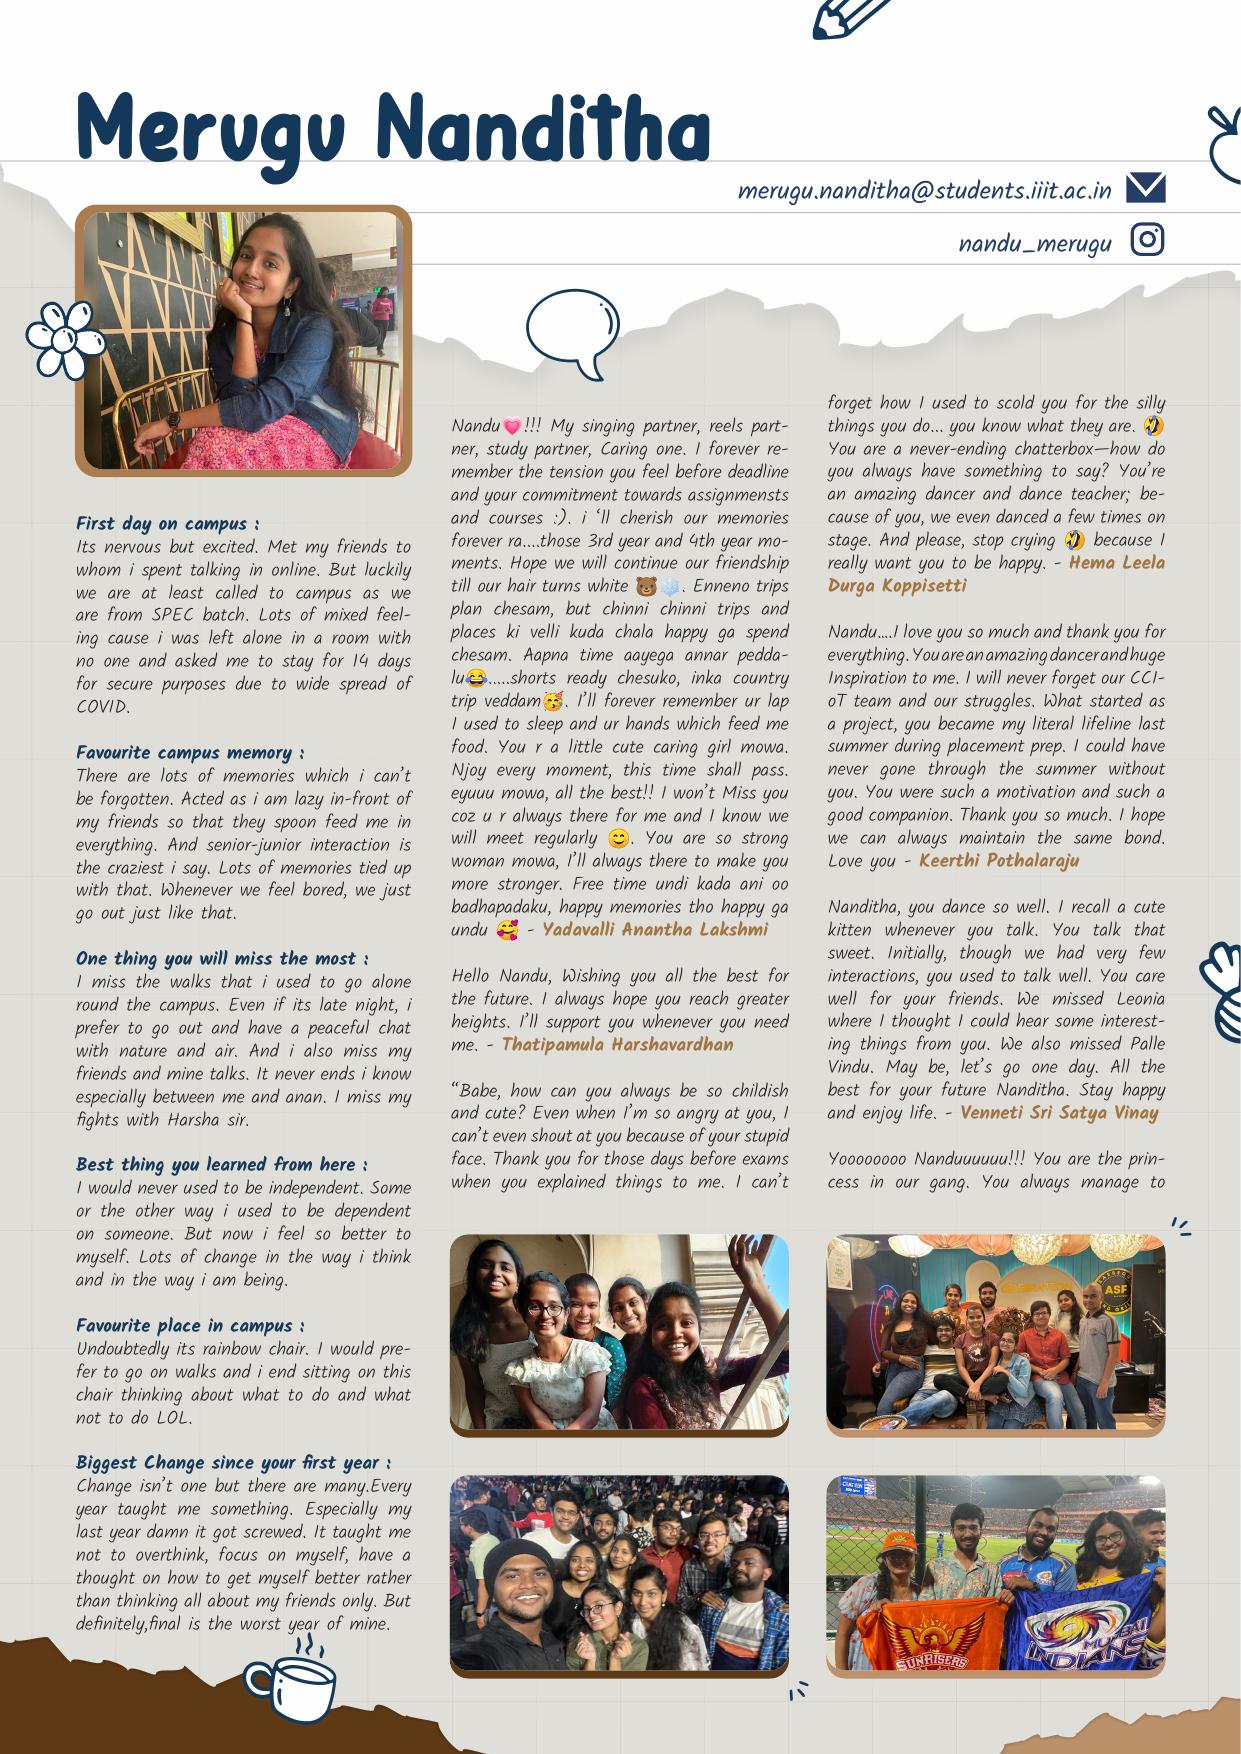 Merugu Nanditha
merugu.nanditha@students.iiit.ac.in
nandu_merugu
First day on campus :
Its nervous but excited. Met my friends to
whom i spent talking in online. But luckily
we are at least called to campus as we
are from SPEC batch. Lots of mixed feel-
ing cause i was left alone in a room with
no one and asked me to stay for 14 days
for secure purposes due to wide spread of
COVID.
Favourite campus memory :
There are lots of memories which i can't
be forgotten. Acted as i am lazy in-front of
my friends so that they spoon feed me in
everything. And senior-junior interaction is
the craziest i say. Lots of memories tied up
with that. Whenever we feel bored, we just
go out just like that.
One thing you will miss the most :
I miss the walks that i used to go alone
round the campus. Even if its late night, i
prefer to go out and have a peaceful chat
with nature and air. And i also miss my
friends and mine talks. It never ends i know
especially between me and anan. I miss my
fights with Harsha sir.
Best thing you learned from here :
I would never used to be independent. Some
or the other way i used to be dependent
on someone. But now i feel so better to
myself. Lots of change in the way i think
and in the way i am being.
Favourite place in campus :
Undoubtedly its rainbow chair. I would pre-
fer to go on walks and i end sitting on this
chair thinking about what to do and what
not to do LOL.
Biggest Change since your first year :
Change isn't one but there are many.Every
year taught me something. Especially my
last year damn it got screwed. It taught me
not to overthink, focus on myself, have a
thought on how to get myself better rather
than thinking all about my friends only. But
definitely,final is the worst year of mine.
Nandu💗!!! My singing partner, reels part-
ner, study partner, Caring one. I forever re-
member the tension you feel before deadline
and your commitment towards assignmensts
and courses :). i 'll cherish our memories
forever ra....those 3rd year and 4th year mo-
ments. Hope we will continue our friendship
till our hair turns white 🐻‍❄️. Enneno trips
plan chesam, but chinni chinni trips and
places ki velli kuda chala happy ga spend
chesam. Aapna time aayega annar pedda-
lu😂.....shorts ready chesuko, inka country
trip veddam🥳. I'll forever remember ur lap
I used to sleep and ur hands which feed me
food. You r a little cute caring girl mowa.
Njoy every moment, this time shall pass.
eyuuu mowa, all the best!! I won't Miss you
coz u r always there for me and I know we
will meet regularly 😊. You are so strong
woman mowa, I'll always there to make you
more stronger. Free time undi kada ani oo
badhapadaku, happy memories tho happy ga
undu 🥰 - Yadavalli Anantha Lakshmi
Hello Nandu, Wishing you all the best for
the future. I always hope you reach greater
heights. I'll support you whenever you need
me. - Thatipamula Harshavardhan
"Babe, how can you always be so childish
and cute? Even when I'm so angry at you, I
can't even shout at you because of your stupid
face. Thank you for those days before exams
when you explained things to me. I can't
forget how I used to scold you for the silly
things you do... you know what they are. 🤣
You are a never-ending chatterbox—how do
you always have something to say? You're
an amazing dancer and dance teacher; be-
cause of you, we even danced a few times on
stage. And please, stop crying 🤣 because I
really want you to be happy. - Hema Leela
Durga Koppisetti
Nandu....I love you so much and thank you for
everything. You are an amazing dancer and huge
Inspiration to me. I will never forget our CCI-
oT team and our struggles. What started as
a project, you became my literal lifeline last
summer during placement prep. I could have
never gone through the summer without
you. You were such a motivation and such a
good companion. Thank you so much. I hope
we can always maintain the same bond.
Love you - Keerthi Pothalaraju
Nanditha, you dance so well. I recall a cute
kitten whenever you talk. You talk that
sweet. Initially, though we had very few
interactions, you used to talk well. You care
well for your friends. We missed Leonia
where I thought I could hear some interest-
ing things from you. We also missed Palle
Vindu. May be, let's go one day. All the
best for your future Nanditha. Stay happy
and enjoy life. - Venneti Sri Satya Vinay
Yoooooooo Nanduuuuuu!!! You are the prin-
cess in our gang. You always manage to
ASF
SUNRISERS
MUMBAI
INDIANS